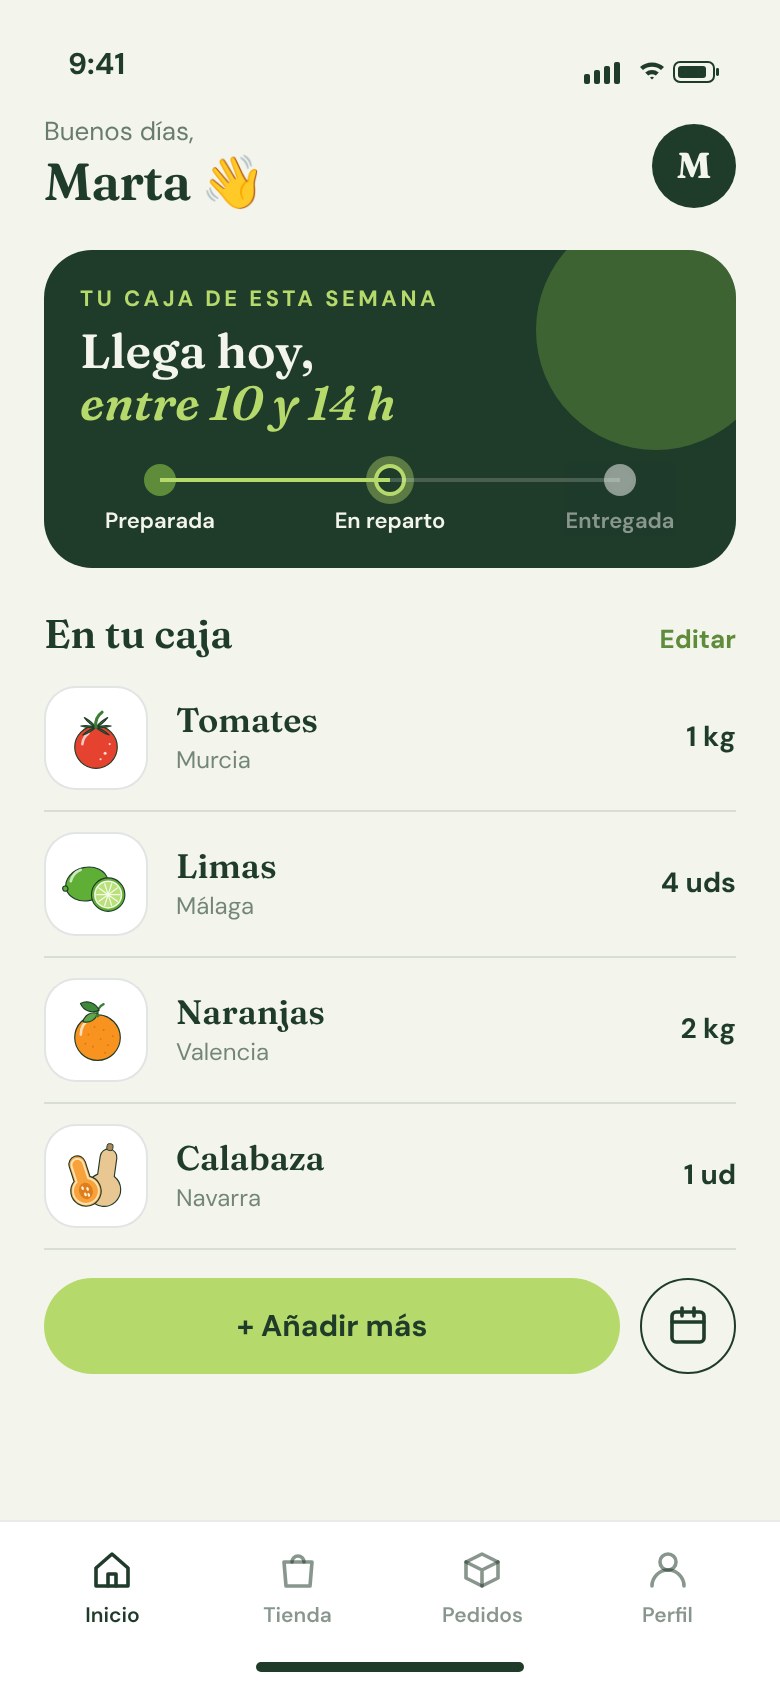 9:41
Buenos días,
Marta 👋
M
TU CAJA DE ESTA SEMANA
Llega hoy,
entre 10 y 14 h
Preparada
En reparto
Entregada
En tu caja
Editar
Tomates
Murcia
1 kg
Limas
Málaga
4 uds
Naranjas
Valencia
2 kg
Calabaza
Navarra
1 ud
+ Añadir más
Inicio
Tienda
Pedidos
Perfil